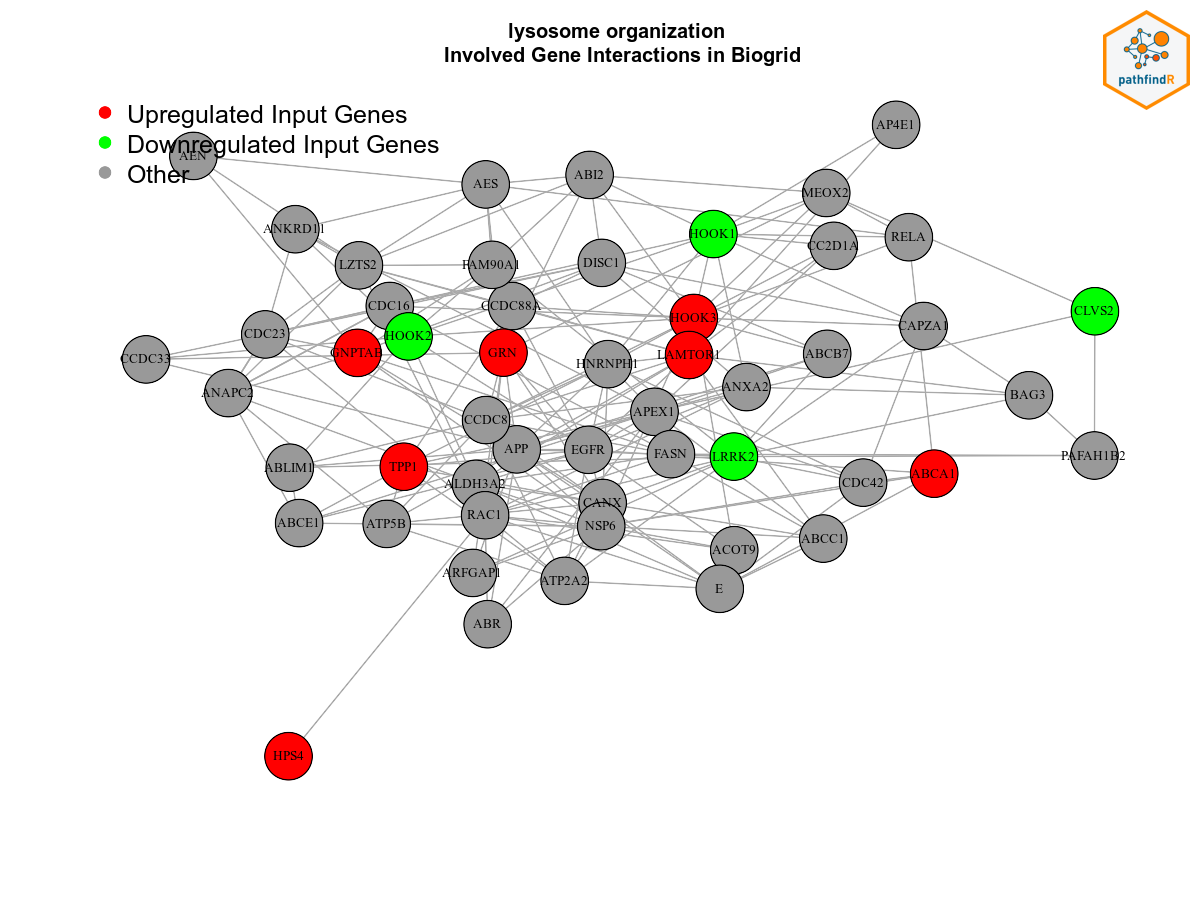 lysosome organization
Involved Gene Interactions in Biogrid
pathfindR
Upregulated Input Genes
Downregulated Input Genes
Other
AP4E1
AEN
AES
ABI2
MEOX2
ANKRD11
HOOK1
RELA
CC2D1A
LZTS2
FAM90A1
DISC1
CDC16
CCDC88A
CLVS2
HOOK3
CAPZA1
CDC23
HOOK2
CCDC33
GNPTAB
GRN
LAMTOR1
ABCB7
HNRNPH1
ANXA2
ANAPC2
BAG3
APEX1
CCDC8
APP
EGFR
FASN
LRRK2
PAFAH1B2
ABLIM1
TPP1
ABCA1
ALDH3A2
CDC42
CANX
RAC1
ABCE1
ATP5B
NSP6
ABCC1
ACOT9
ARFGAP1
ATP2A2
E
ABR
HPS4